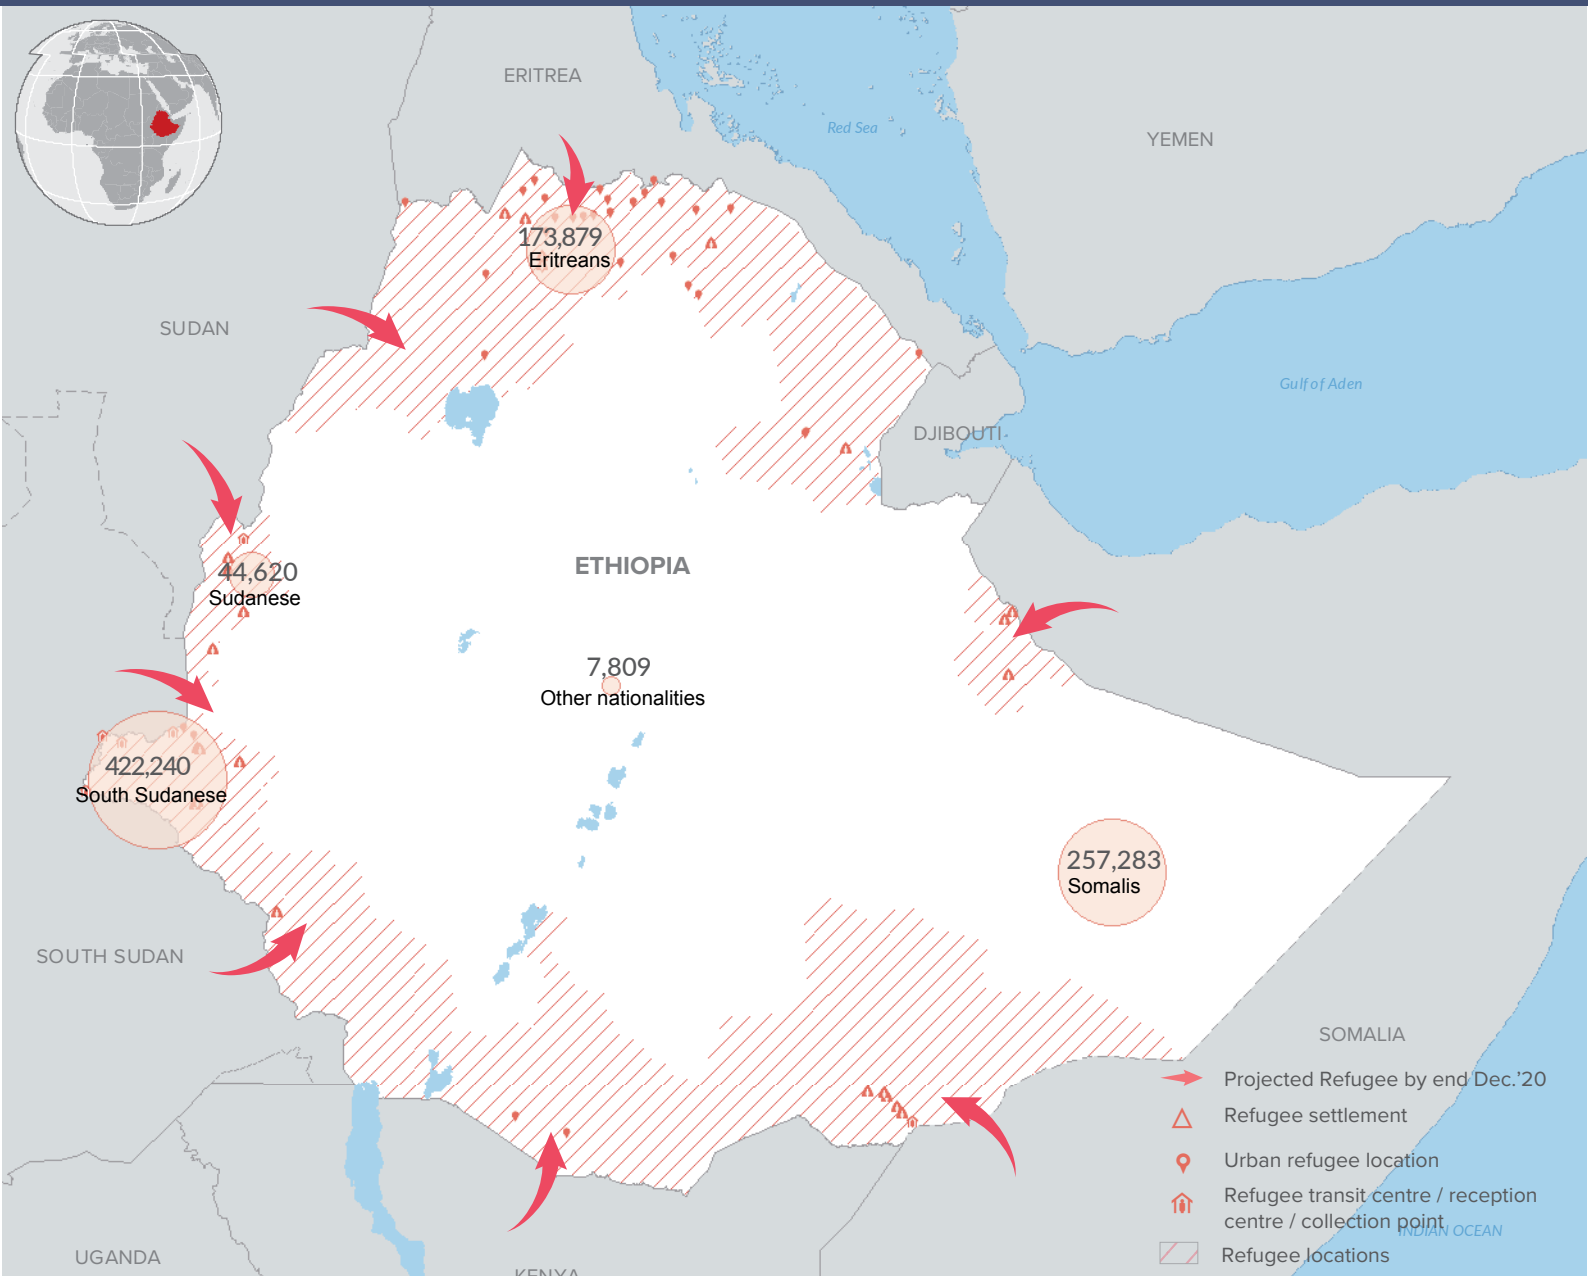 ERITREA
Red Sea
YEMEN
173,879
Eritreans
SUDAN
Gulf of Aden
DJIBOUTI
ETHIOPIA
44,620
Sudanese
7,809
Other nationalities
422,240
South Sudanese
257,283
Somalis
SOUTH SUDAN
SOMALIA
Projected Refugee by end Dec.'20
Refugee settlement
Urban refugee location
Refugee transit centre / reception
centre / collection point
INDIAN OCEAN
Refugee locations
UGANDA
KENYA